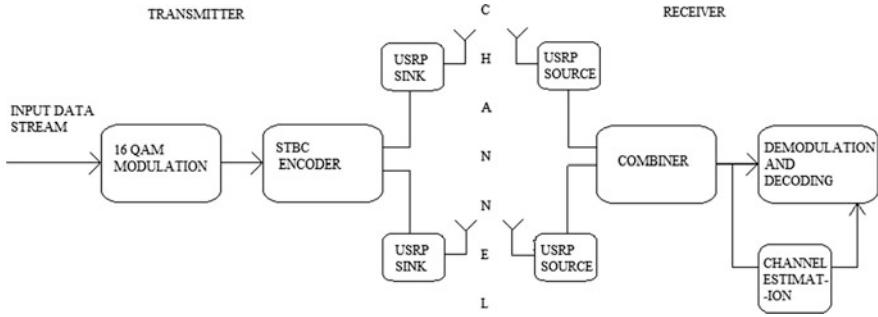 TRANSMITTER
C
H
A
N
N
E
L
RECEIVER
INPUT DATA
STREAM
16 QAM
MODULATION
STBC
ENCODER
USRP
SINK
USRP
SINK
USRP
SOURCE
USRP
SOURCE
COMBINER
DEMODULATION
AND
DECODING
CHANNEL
ESTIMAT-
-ION